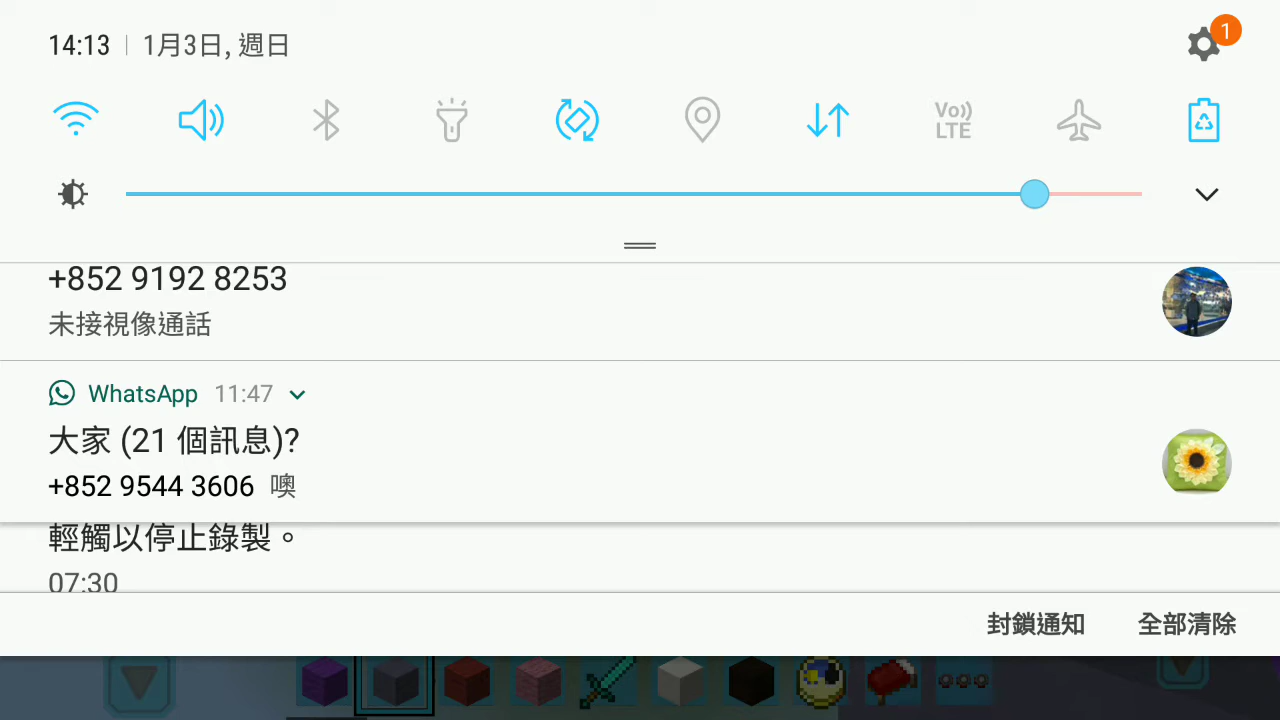 14:13 1月3日, 週日
1
Vo))
LTE
+852 9192 8253
未接視像通話
WhatsApp 11:47
大家 (21 個訊息)?
+852 9544 3606 噢
輕觸以停止錄製。
07:30
封鎖通知 全部清除